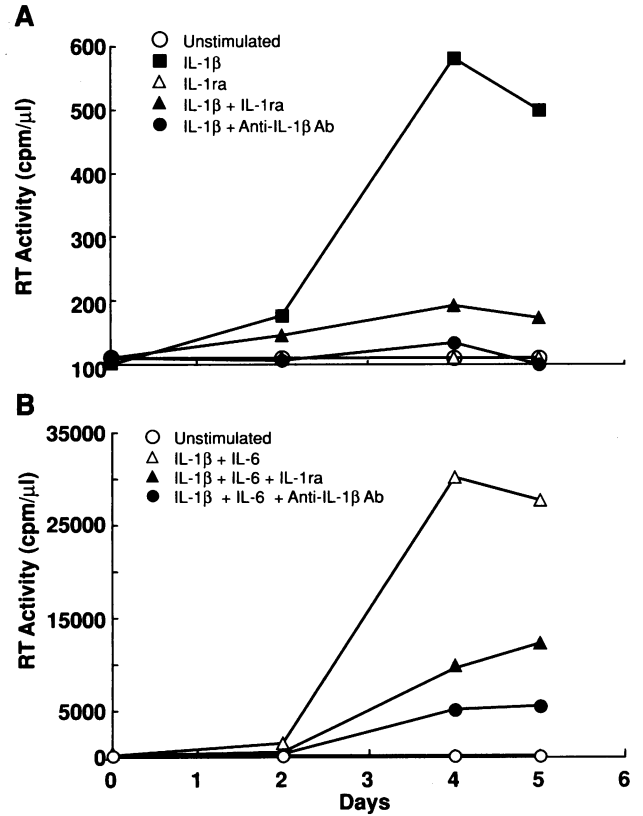 A
Unstimulated
IL-1β
IL-1ra
IL-1β + IL-1ra
IL-1β + Anti-IL-1β Ab
RT Activity (cpm/μl)
600
500
400
300
200
100
B
Unstimulated
IL-1β + IL-6
IL-1β + IL-6 + IL-1ra
IL-1β + IL-6 + Anti-IL-1β Ab
RT Activity (cpm/μl)
35000
25000
15000
5000
0
0 1 2 3 4 5 6
Days